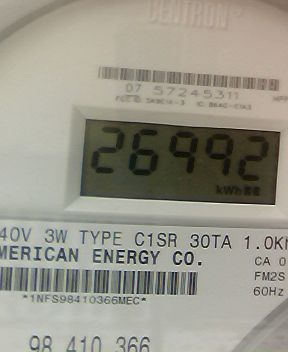 CENTRON®
07 57245311
26992
kWh
40V 3W TYPE C1SR 30TA 1.0K
MERICAN ENERGY CO.
CA 0
FM2S
60Hz
*1NFS98410366MEC*
98 410 366